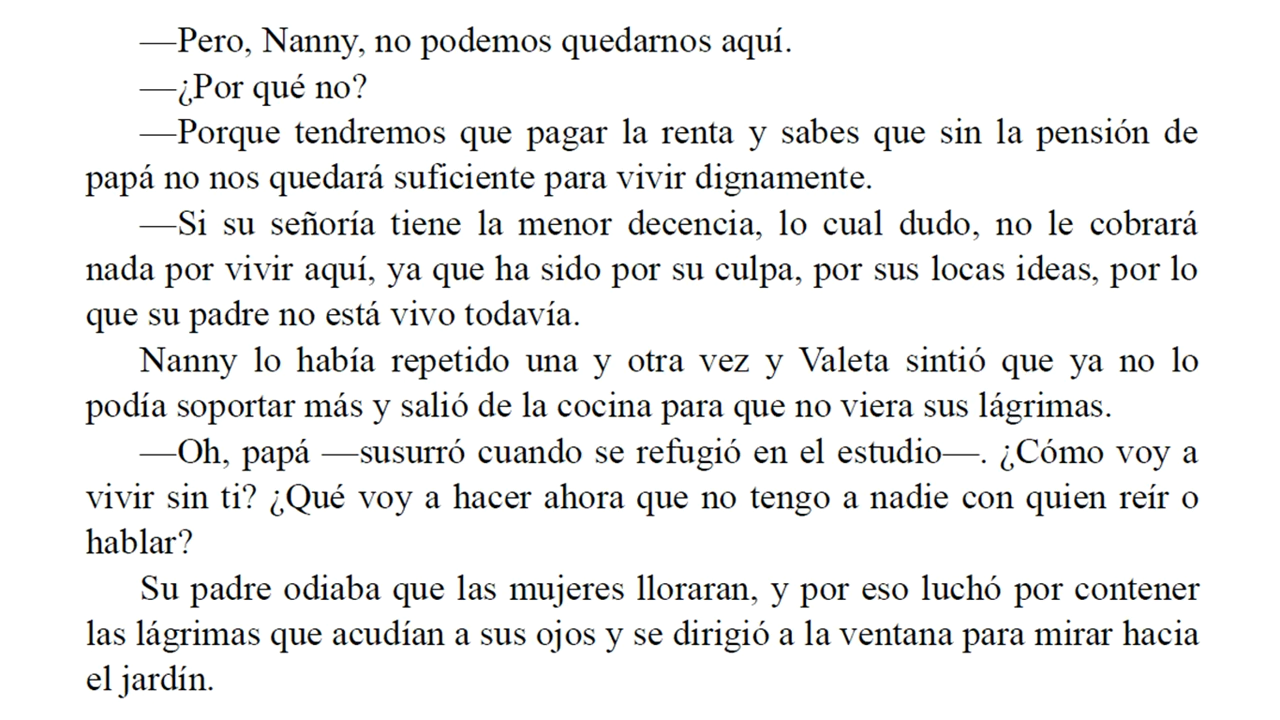 —Pero, Nanny, no podemos quedarnos aquí.
—¿Por qué no?
—Porque tendremos que pagar la renta y sabes que sin la pensión de
papá no nos quedará suficiente para vivir dignamente.
—Si su señoría tiene la menor decencia, lo cual dudo, no le cobrará
nada por vivir aquí, ya que ha sido por su culpa, por sus locas ideas, por lo
que su padre no está vivo todavía.
Nanny lo había repetido una y otra vez y Valeta sintió que ya no lo
podía soportar más y salió de la cocina para que no viera sus lágrimas.
—Oh, papá —susurró cuando se refugió en el estudio—. ¿Cómo voy a
vivir sin ti? ¿Qué voy a hacer ahora que no tengo a nadie con quien reír o
hablar?
Su padre odiaba que las mujeres lloraran, y por eso luchó por contener
las lágrimas que acudían a sus ojos y se dirigió a la ventana para mirar hacia
el jardín.